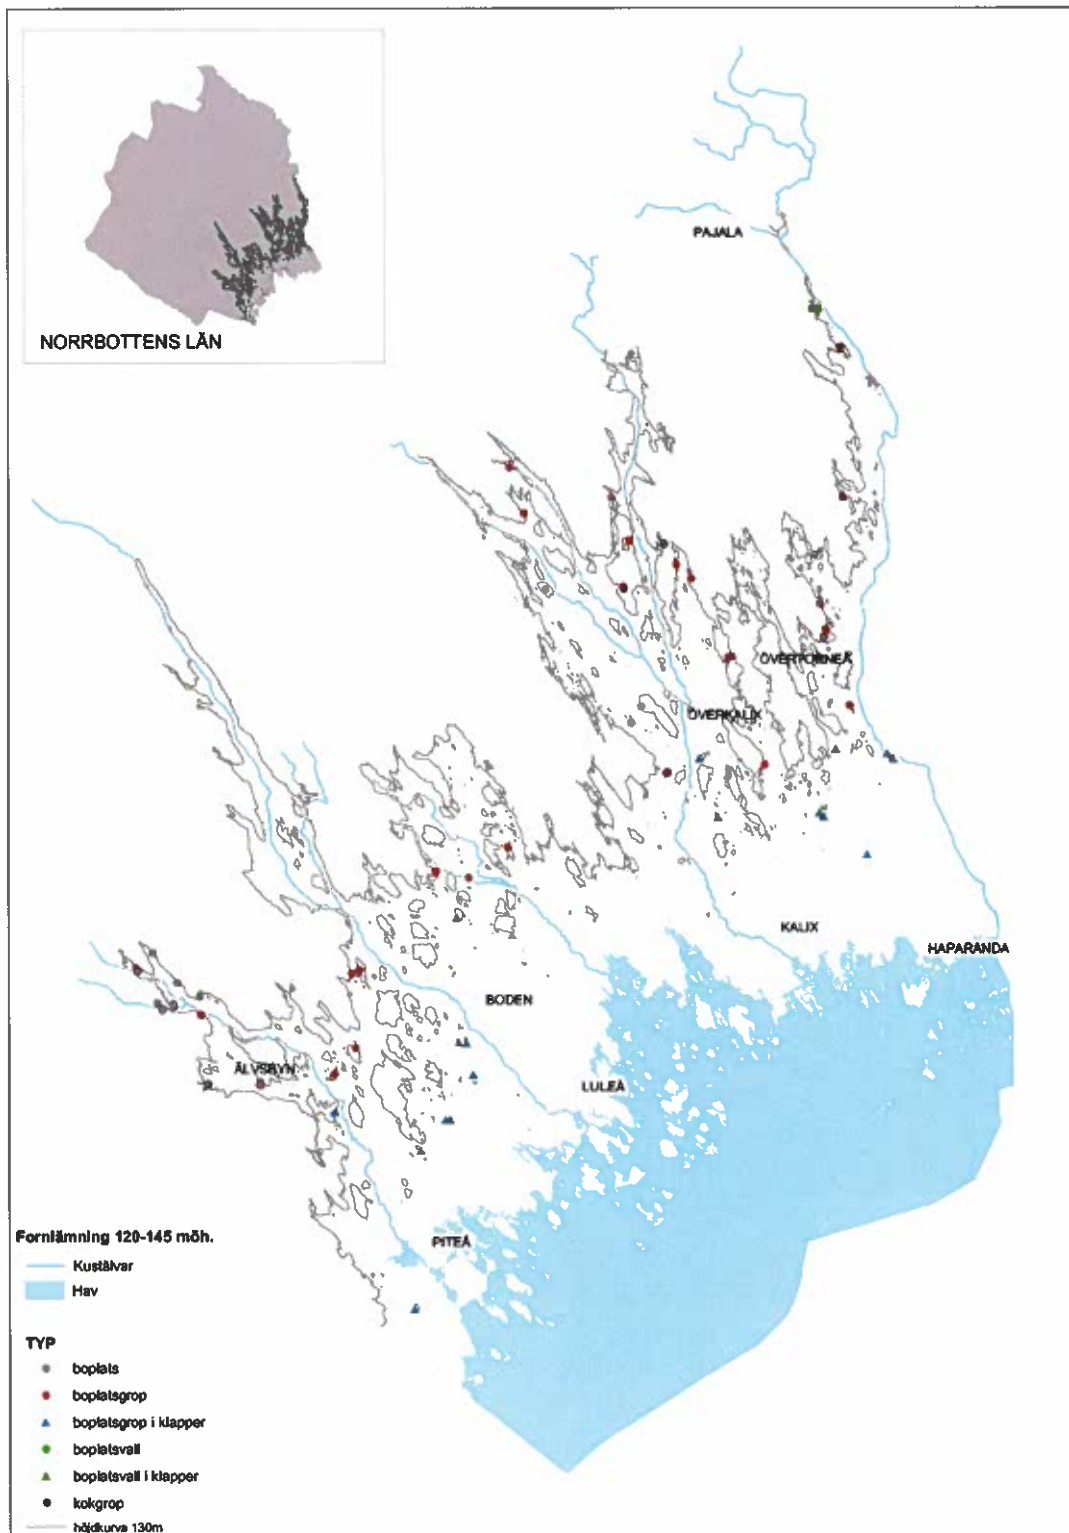 NORRBOTTENS LÄN
PAJALA
ÖVERTORNEÅ
ÖVERKALIX
KALIX
HAPARANDA
BODEN
ÄLVSBYN
LULEÅ
PITEÅ
Fornlämning 120-145 möh.
Kustälvar
Hav
TYP
boplats
boplatsgrop
boplatsgrop i klapper
boplatsvall
boplatsvall i klapper
kokgrop
höjdkurva 130m